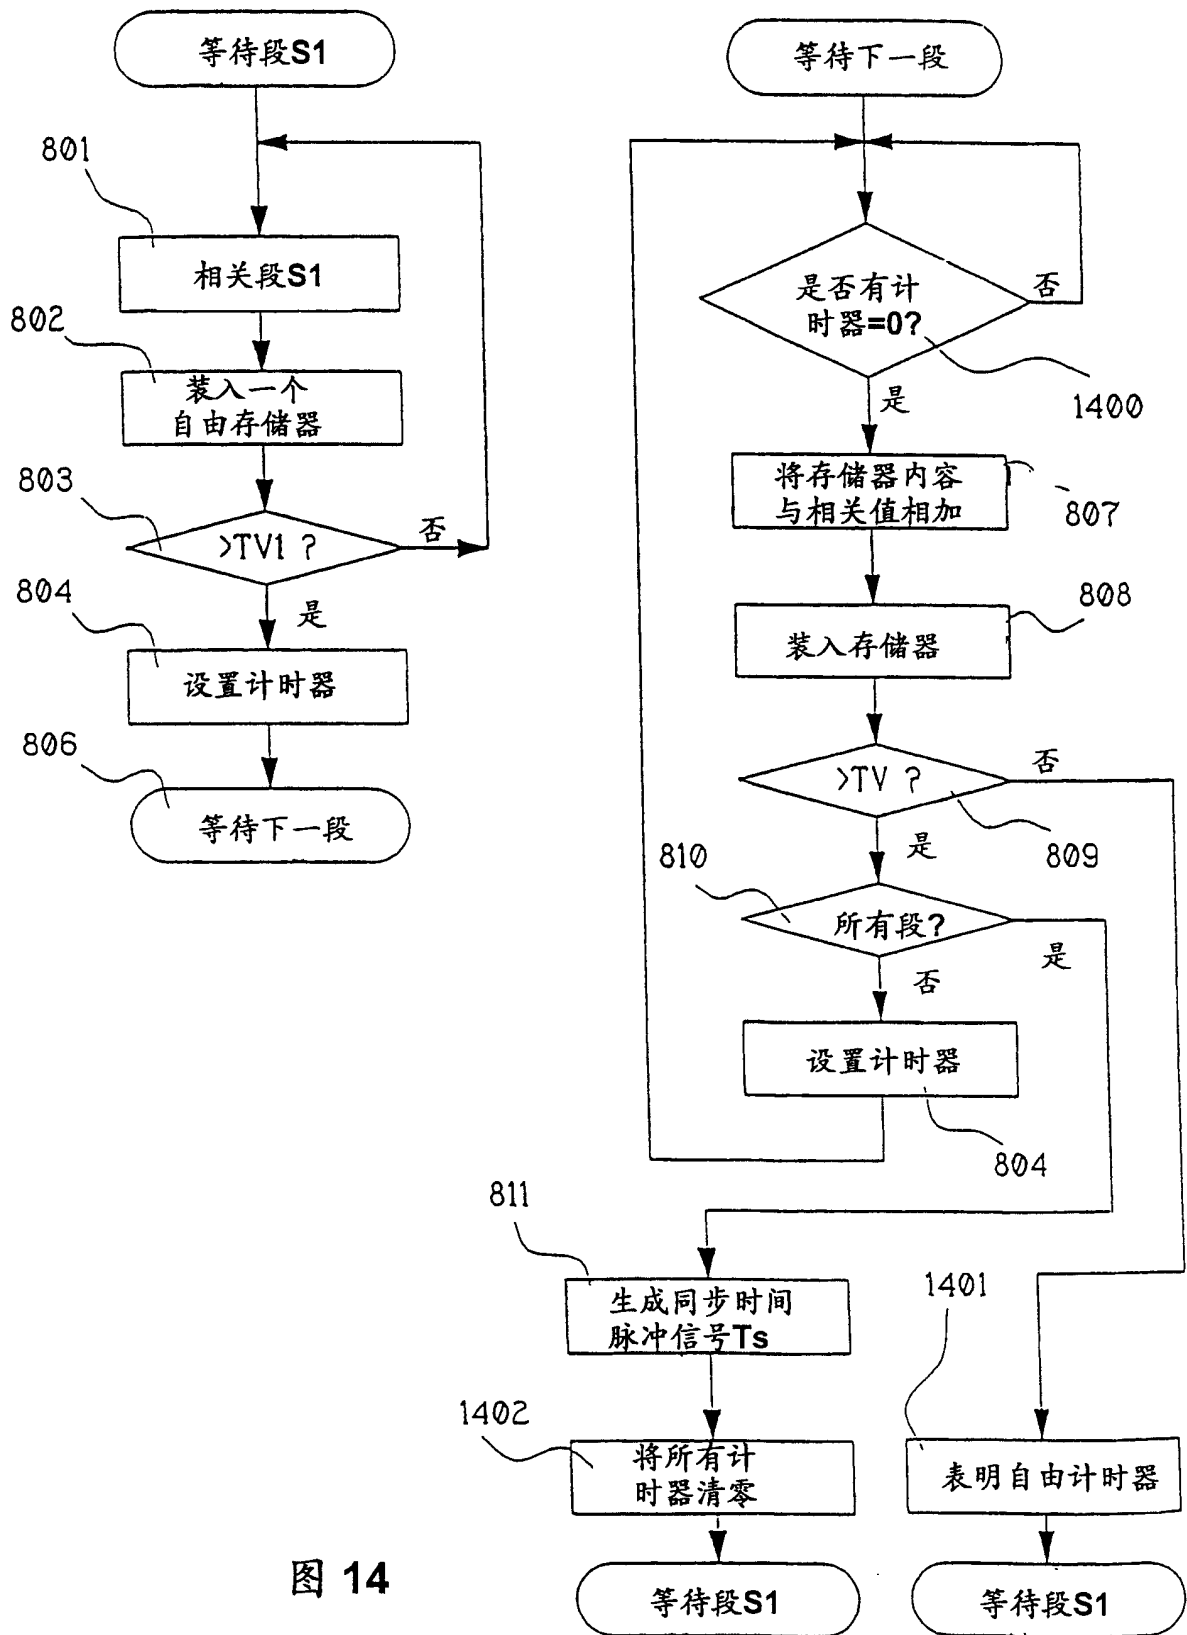 等待段S1
801
相关段S1
802
装入一个
自由存储器
803
>TV1 ?
否
804
是
设置计时器
806
等待下一段
等待下一段
是否有计
时器=0?
否
1400
是
将存储器内容
与相关值相加
807
808
装入存储器
>TV ?
否
809
810
是
所有段?
是
否
设置计时器
804
811
生成同步时间
脉冲信号Ts
1401
1402
将所有计
时器清零
表明自由计时器
等待段S1
等待段S1
图 14